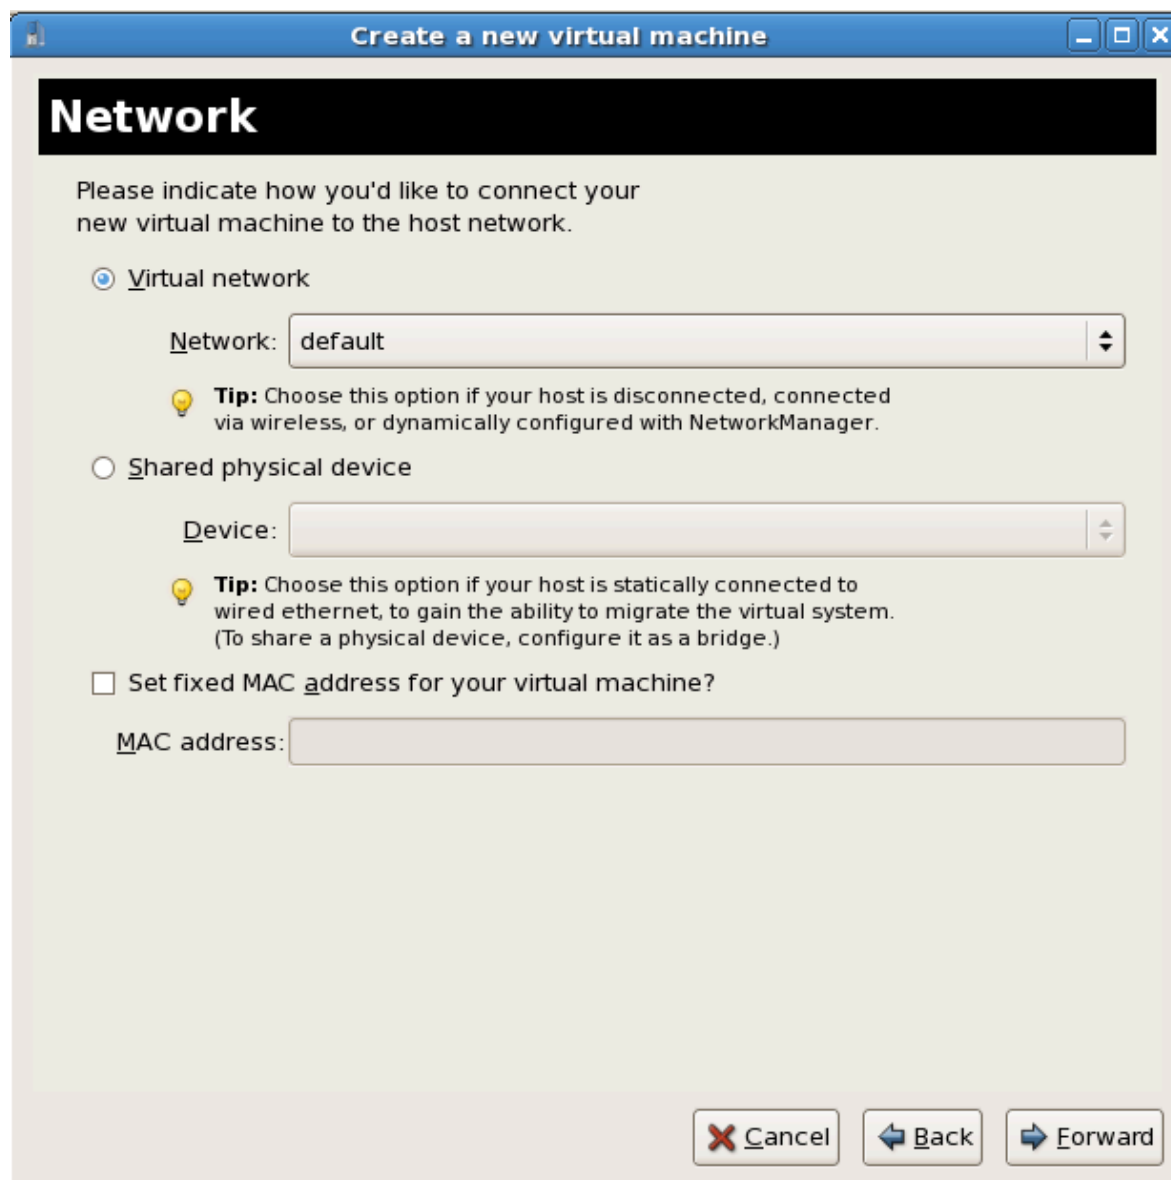 Create a new virtual machine
Network
Please indicate how you'd like to connect your
new virtual machine to the host network.
Virtual network
Network: default
Tip: Choose this option if your host is disconnected, connected
via wireless, or dynamically configured with NetworkManager.
Shared physical device
Device:
Tip: Choose this option if your host is statically connected to
wired ethernet, to gain the ability to migrate the virtual system.
(To share a physical device, configure it as a bridge.)
Set fixed MAC address for your virtual machine?
MAC address:
Cancel Back Forward